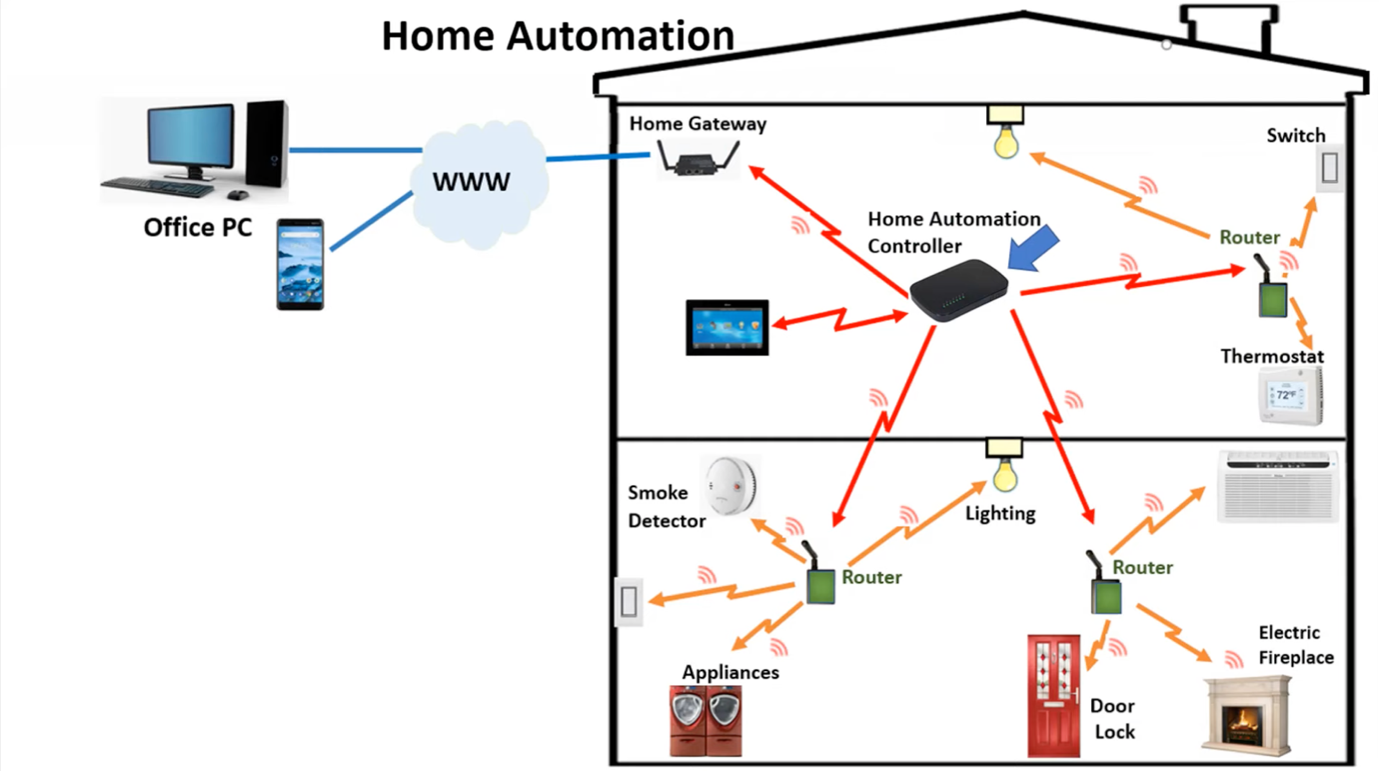 Home Automation
Home Gateway
Switch
WWW
Office PC
Home Automation
Controller
Router
Thermostat
72°F
Smoke
Detector
Lighting
Router
Router
Appliances
Electric
Fireplace
Door
Lock